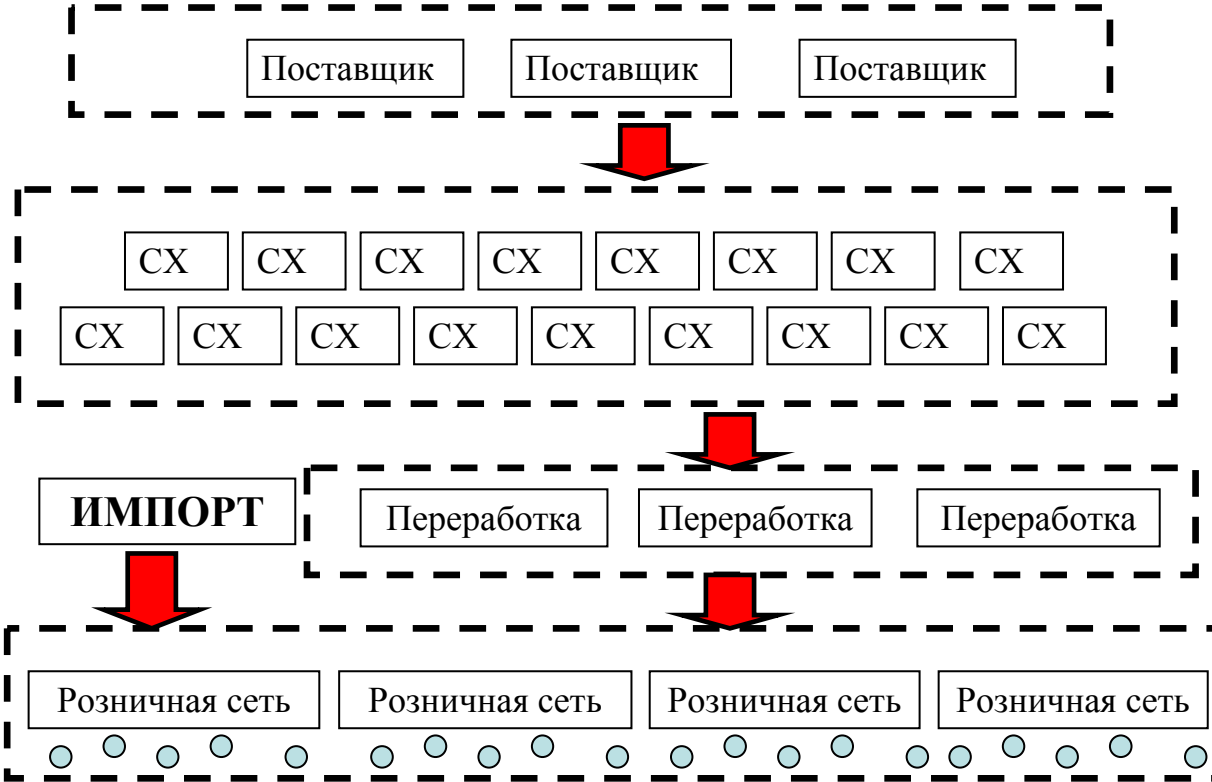 Поставщик Поставщик Поставщик
СХ СХ СХ СХ СХ СХ СХ СХ
СХ СХ СХ СХ СХ СХ СХ СХ СХ
ИМПОРТ Переработка Переработка Переработка
Розничная сеть Розничная сеть Розничная сеть Розничная сеть